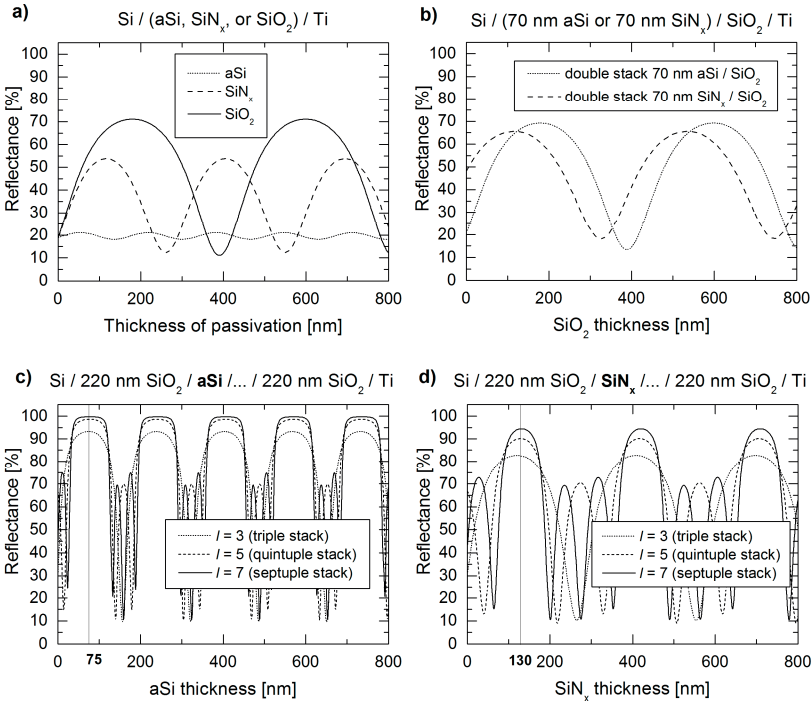 a) Si / (aSi, SiNₓ, or SiO₂) / Ti
Reflectance [%]
100
90
80
70
60
50
40
30
20
10
0
aSi
SiNₓ
SiO₂
0 200 400 600 800
Thickness of passivation [nm]
b) Si / (70 nm aSi or 70 nm SiNₓ) / SiO₂ / Ti
Reflectance [%]
100
90
80
70
60
50
40
30
20
10
0
double stack 70 nm aSi / SiO₂
double stack 70 nm SiNₓ / SiO₂
0 200 400 600 800
SiO₂ thickness [nm]
c) Si / 220 nm SiO₂ / aSi /... / 220 nm SiO₂ / Ti
Reflectance [%]
100
90
80
70
60
50
40
30
20
10
0
l = 3 (triple stack)
l = 5 (quintuple stack)
l = 7 (septuple stack)
0 75 200 400 600 800
aSi thickness [nm]
d) Si / 220 nm SiO₂ / SiNₓ /... / 220 nm SiO₂ / Ti
Reflectance [%]
100
90
80
70
60
50
40
30
20
10
0
l = 3 (triple stack)
l = 5 (quintuple stack)
l = 7 (septuple stack)
0 130 200 400 600 800
SiNₓ thickness [nm]